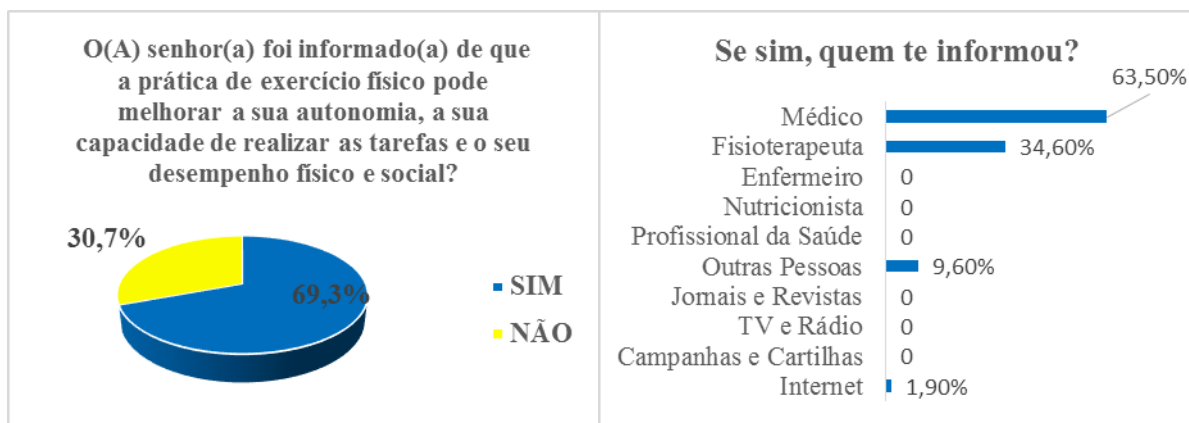 O(A) senhor(a) foi informado(a) de que
a prática de exercício físico pode
melhorar a sua autonomia, a sua
capacidade de realizar as tarefas e o seu
desempenho físico e social?
30,7%
69,3%
SIM
NÃO
Se sim, quem te informou?
Médico 63,50%
Fisioterapeuta 34,60%
Enfermeiro 0
Nutricionista 0
Profissional da Saúde 0
Outras Pessoas 9,60%
Jornais e Revistas 0
TV e Rádio 0
Campanhas e Cartilhas 0
Internet 1,90%